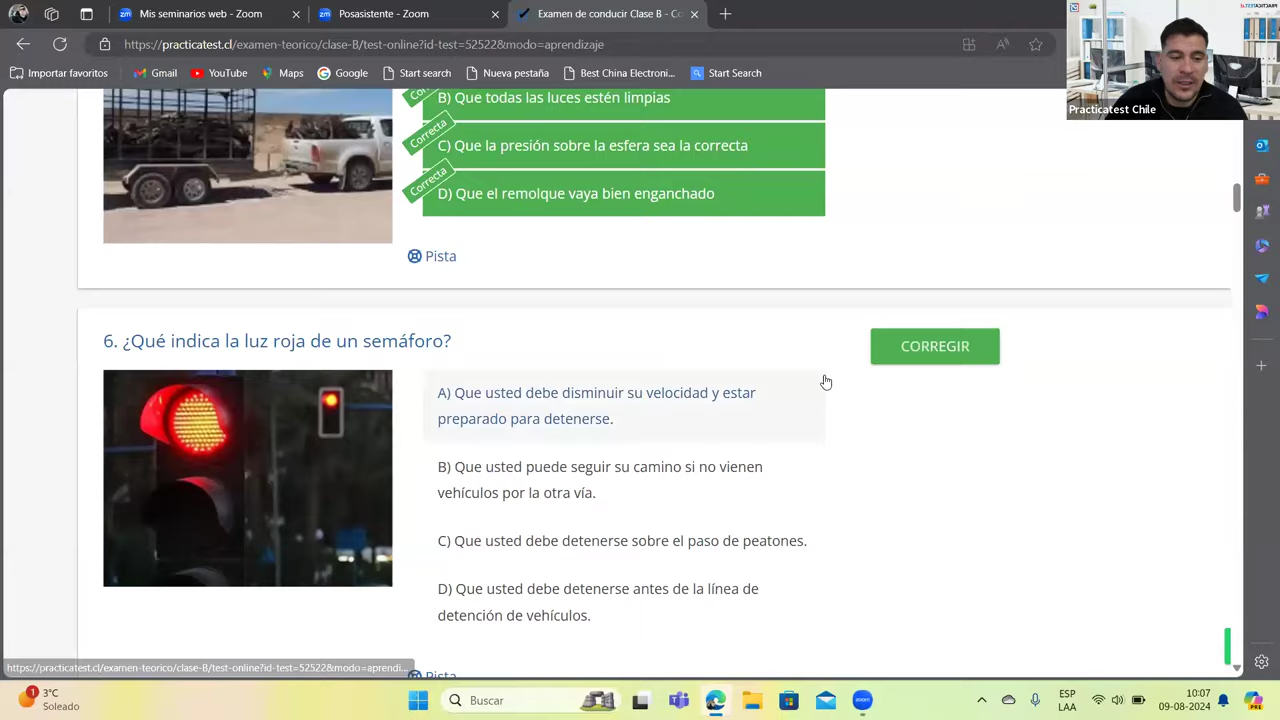 Mis seminarios web - Zoom
Posasistente - Zoom
Examen de conducir Clase B - Co
https://practicatest.cl/examen-teorico/clase-B/test-online?id-test=52522&modo=aprendizaje
Importar favoritos
Gmail
YouTube
Maps
Google
Start search
Nueva pestaña
Best China Electroni...
Start Search
Practicatest Chile
B) Que todas las luces estén limpias
Correcta
C) Que la presión sobre la esfera sea la correcta
Correcta
D) Que el remolque vaya bien enganchado
Pista
6. ¿Qué indica la luz roja de un semáforo?
CORREGIR
A) Que usted debe disminuir su velocidad y estar
preparado para detenerse.
B) Que usted puede seguir su camino si no vienen
vehículos por la otra vía.
C) Que usted debe detenerse sobre el paso de peatones.
D) Que usted debe detenerse antes de la línea de
detención de vehículos.
Pista
https://practicatest.cl/examen-teorico/clase-B/test-online?id-test=52522&modo=aprendi...
1
3°C
Soleado
Buscar
zoom
ESP
LAA
10:07
09-08-2024
PRE